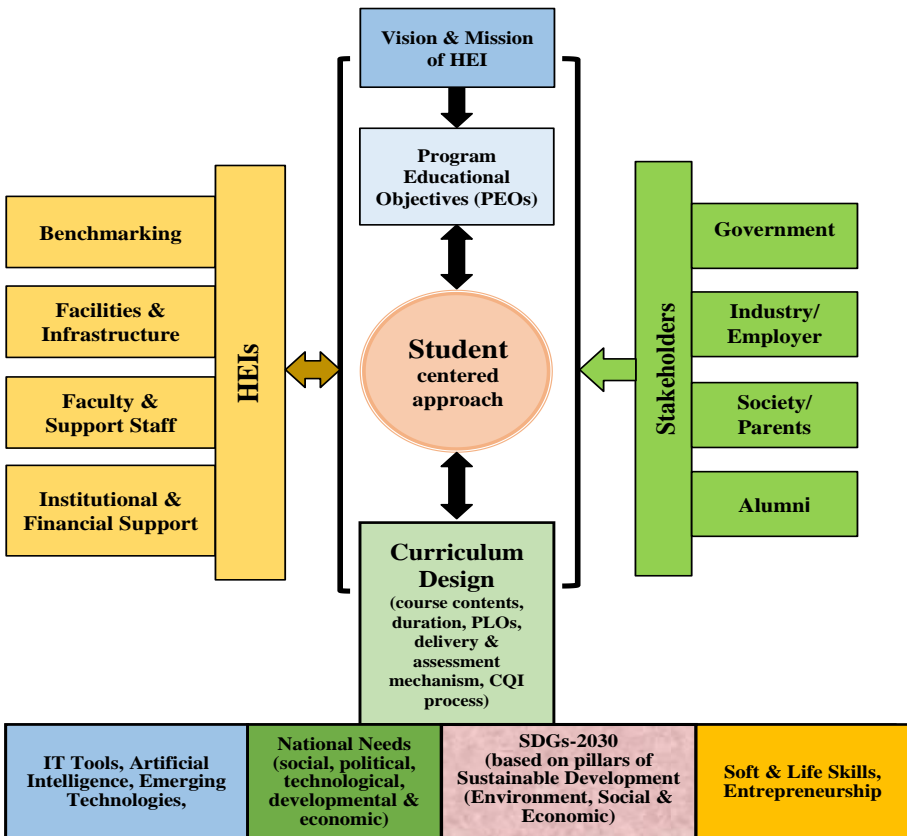 Vision & Mission
of HEI
Program
Educational
Objectives (PEOs)
Benchmarking
Facilities &
Infrastructure
Faculty &
Support Staff
Institutional &
Financial Support
HEIs
Student
centered
approach
Stakeholders
Government
Industry/
Employer
Society/
Parents
Alumni
Curriculum
Design
(course contents,
duration, PLOs,
delivery &
assessment
mechanism, CQI
process)
IT Tools, Artificial
Intelligence, Emerging
Technologies,
National Needs
(social, political,
technological,
developmental &
economic)
SDGs-2030
(based on pillars of
Sustainable Development
(Environment, Social &
Economic)
Soft & Life Skills,
Entrepreneurship